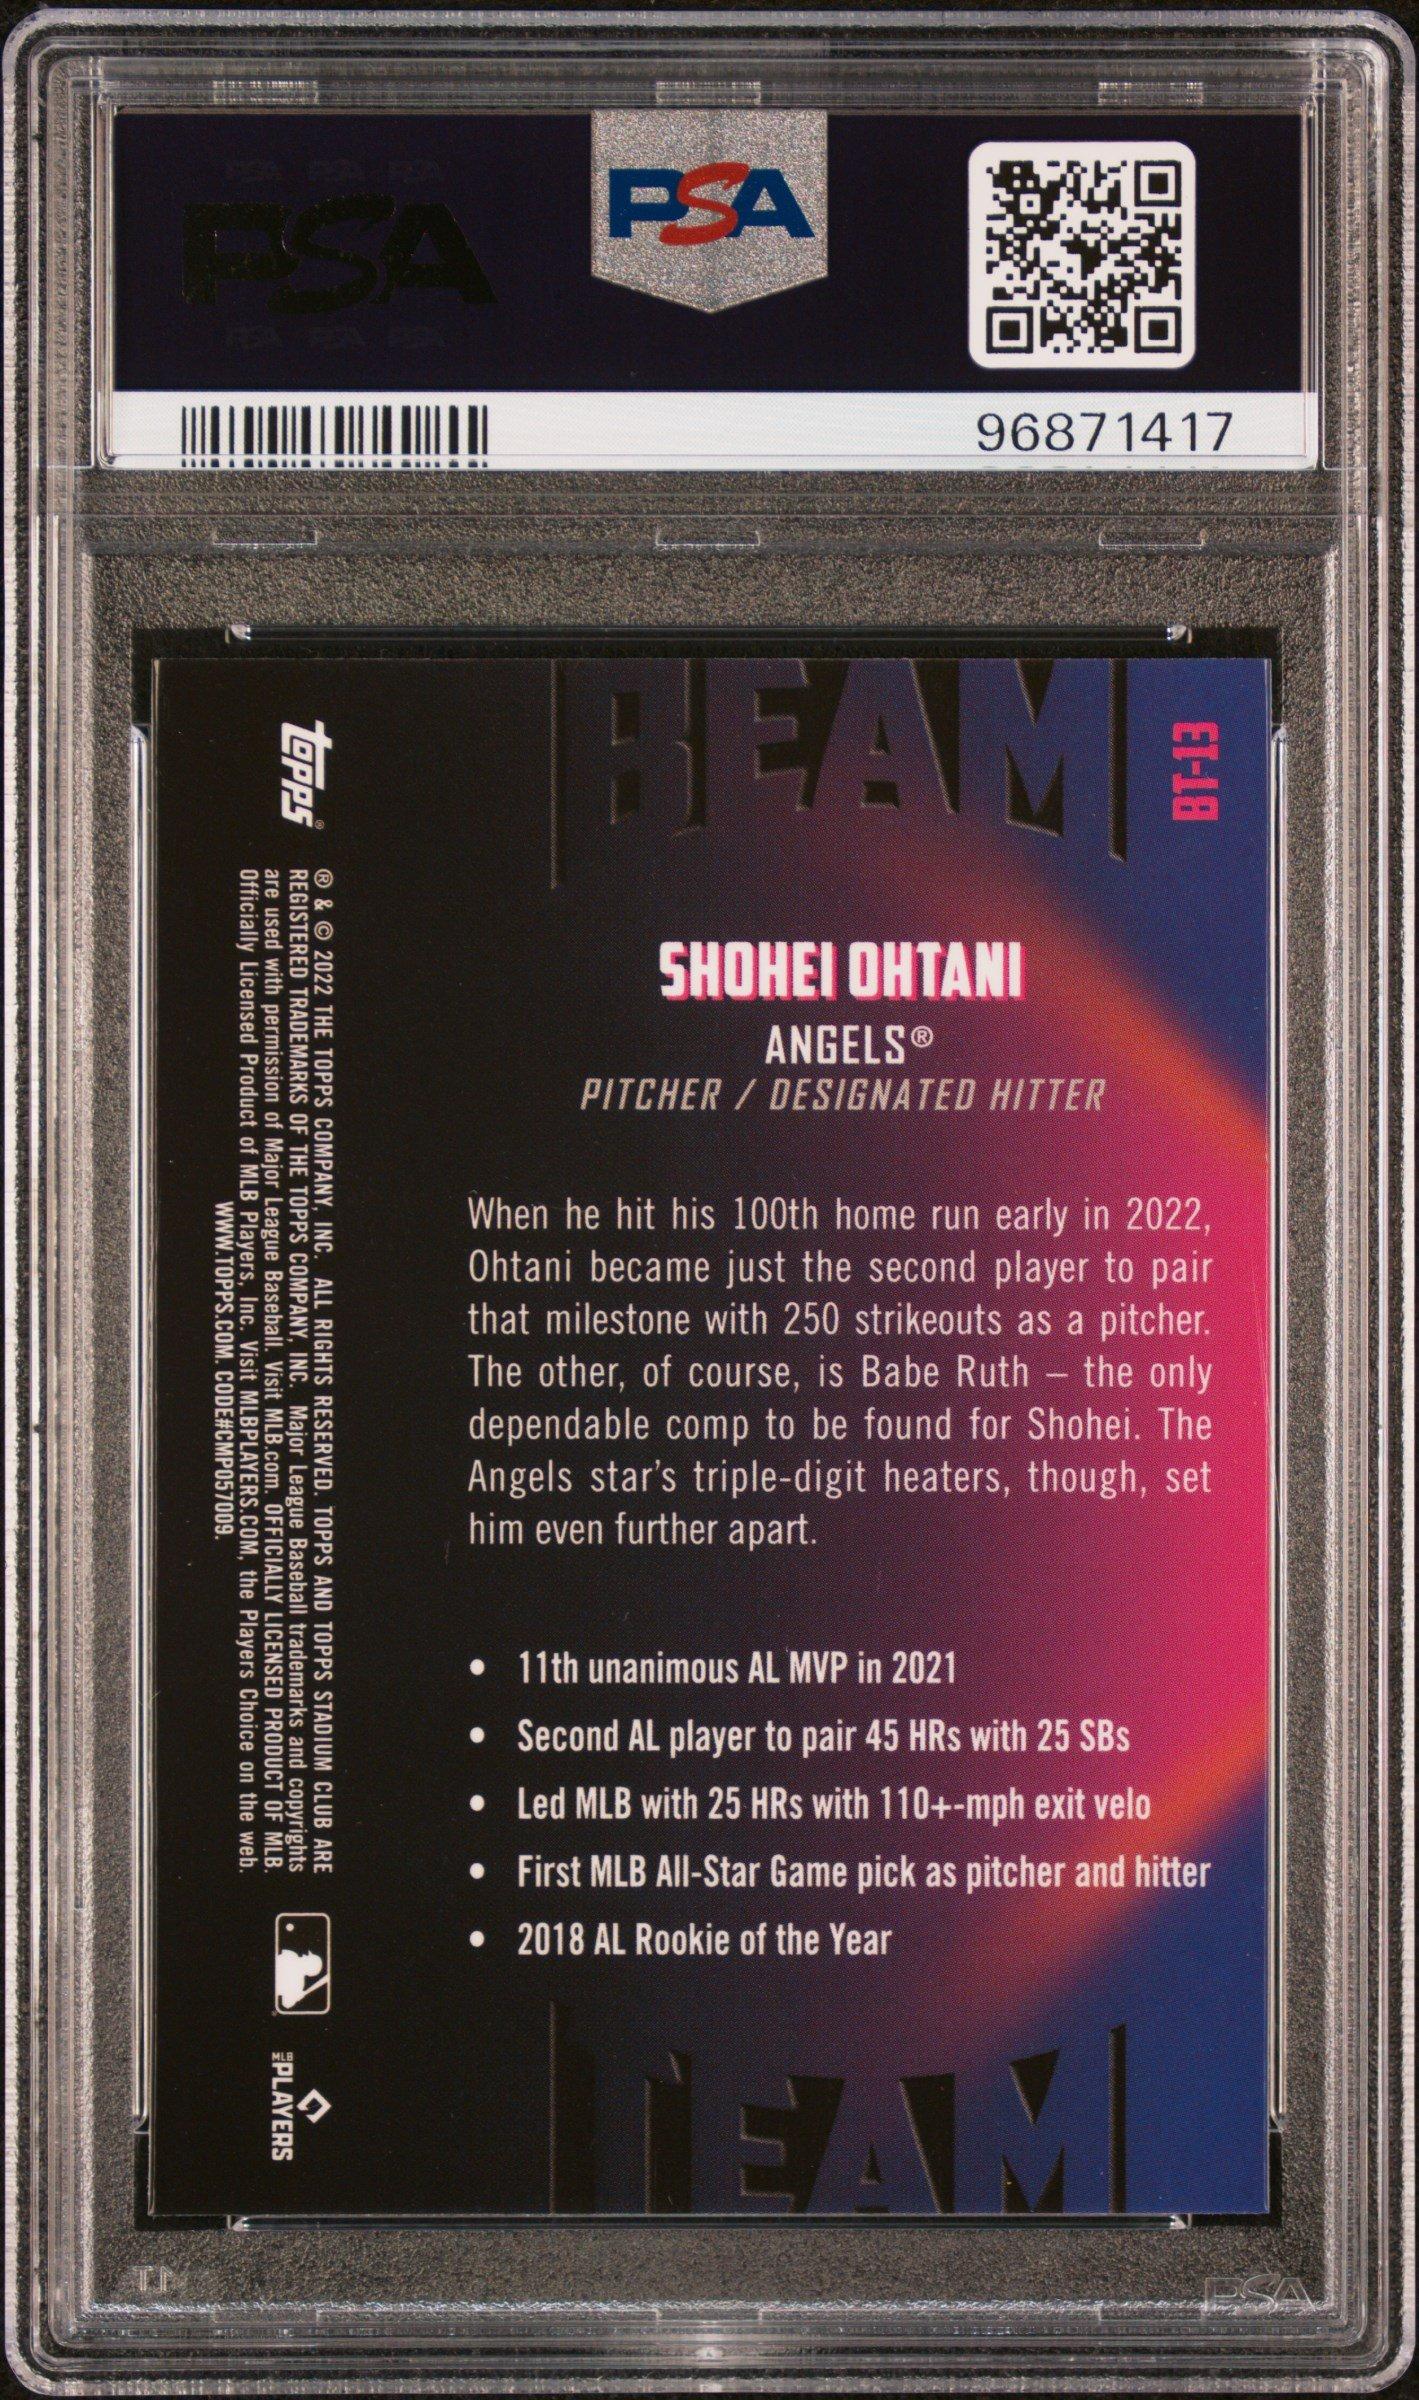 PSA PSA PSA
PSA
PSA PSA PSA
PSA
96871417
BEAM
BT-13
SHOHEI OHTANI
ANGELS®
PITCHER / DESIGNATED HITTER
When he hit his 100th home run early in 2022,
Ohtani became just the second player to pair
that milestone with 250 strikeouts as a pitcher.
The other, of course, is Babe Ruth – the only
dependable comp to be found for Shohei. The
Angels star's triple-digit heaters, though, set
him even further apart.
• 11th unanimous AL MVP in 2021
• Second AL player to pair 45 HRs with 25 SBs
• Led MLB with 25 HRs with 110+-mph exit velo
• First MLB All-Star Game pick as pitcher and hitter
• 2018 AL Rookie of the Year
TEAM
topps®
® & © 2022 THE TOPPS COMPANY, INC. ALL RIGHTS RESERVED. TOPPS AND TOPPS STADIUM CLUB ARE
REGISTERED TRADEMARKS OF THE TOPPS COMPANY, INC. Major League Baseball trademarks and copyrights
are used with permission of Major League Baseball. Visit MLB.com. OFFICIALLY LICENSED PRODUCT OF MLB.
Officially Licensed Product of MLB Players, Inc. Visit MLBPLAYERS.COM, the Players Choice on the web.
WWW.TOPPS.COM. CODE#CMP057009.
MLB PLAYERS
PSA